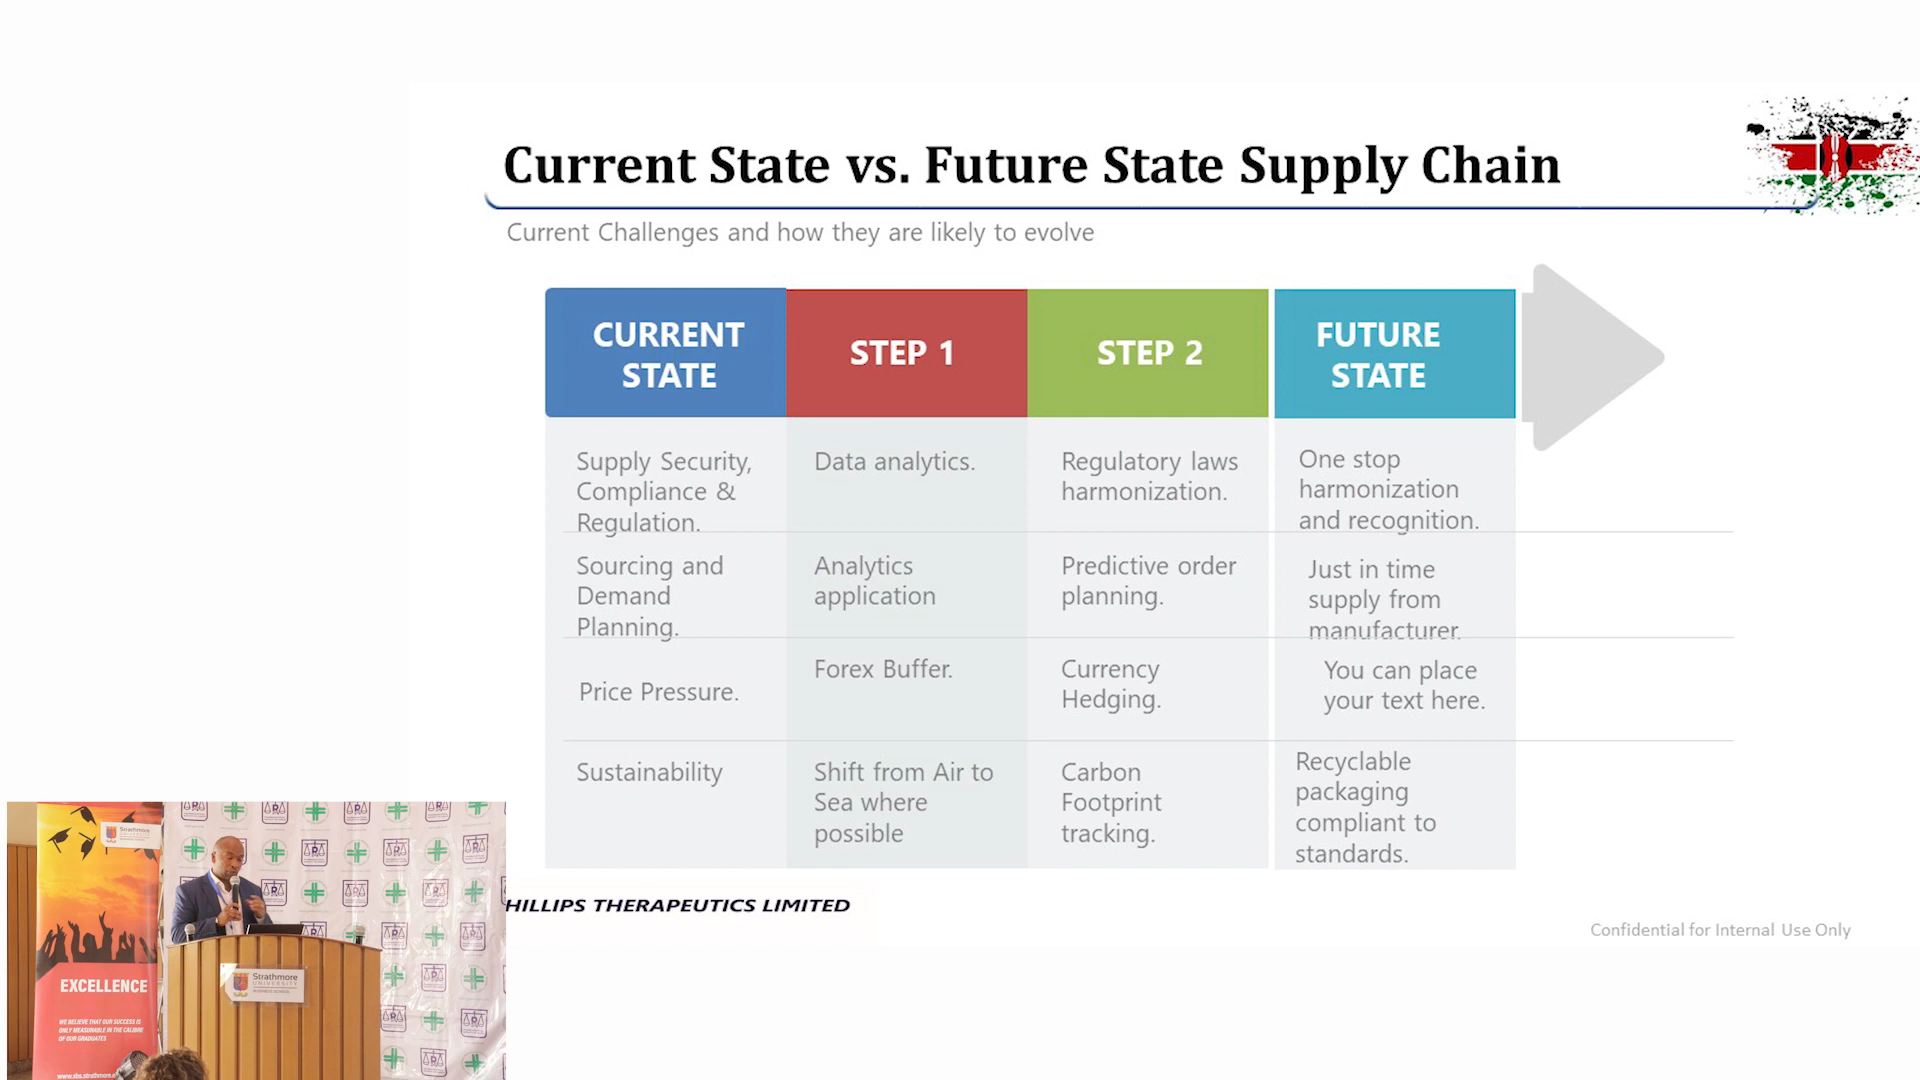 Current State vs. Future State Supply Chain
Current Challenges and how they are likely to evolve
CURRENT
STATE
STEP 1
STEP 2
FUTURE
STATE
Supply Security,
Compliance &
Regulation.
Data analytics.
Regulatory laws
harmonization.
One stop
harmonization
and recognition.
Sourcing and
Demand
Planning.
Analytics
application
Predictive order
planning.
Just in time
supply from
manufacturer.
Price Pressure.
Forex Buffer.
Currency
Hedging.
You can place
your text here.
Sustainability
Shift from Air to
Sea where
possible
Carbon
Footprint
tracking.
Recyclable
packaging
compliant to
standards.
HILLIPS THERAPEUTICS LIMITED
Confidential for Internal Use Only
Strathmore
EXCELLENCE
WE BELIEVE THAT OUR SUCCESS IS
ONLY MEASURABLE IN THE CALIBRE
OF OUR GRADUATES
Strathmore
UNIVERSITY
BUSINESS SCHOOL